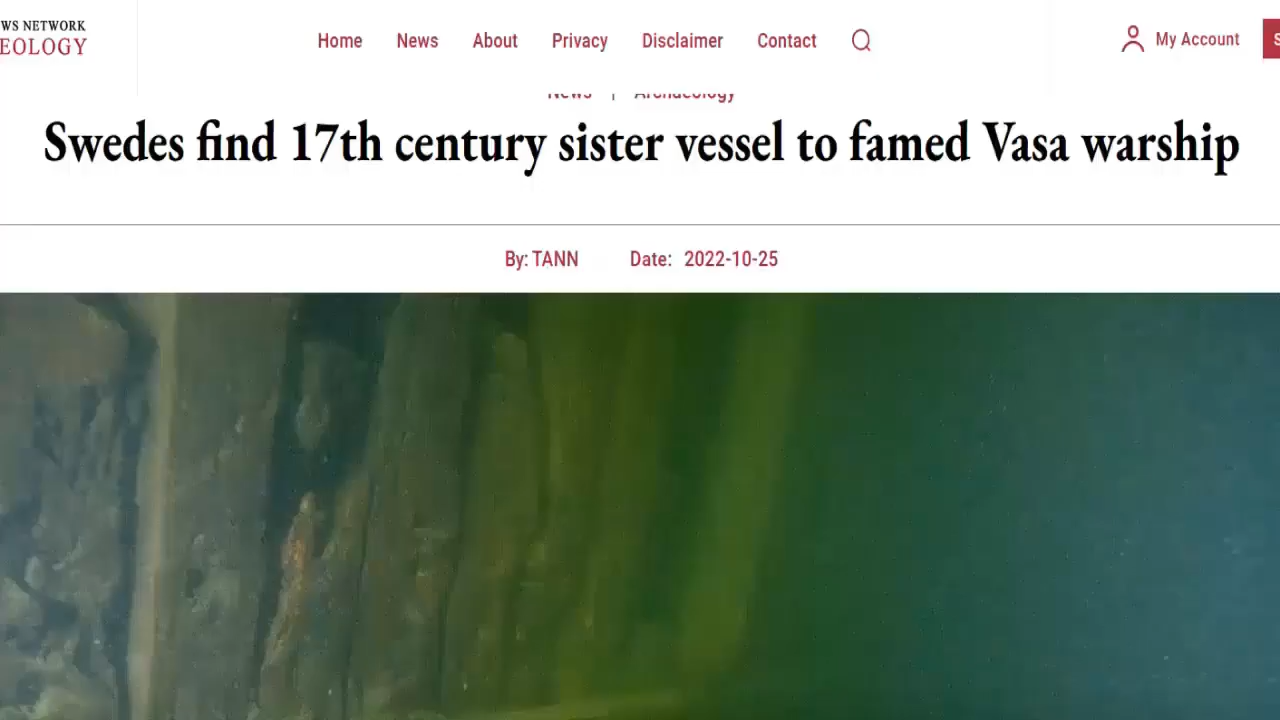 WS NETWORK
EOLOGY
Home News About Privacy Disclaimer Contact
My Account
S
News | Archaeology
Swedes find 17th century sister vessel to famed Vasa warship
By: TANN Date: 2022-10-25